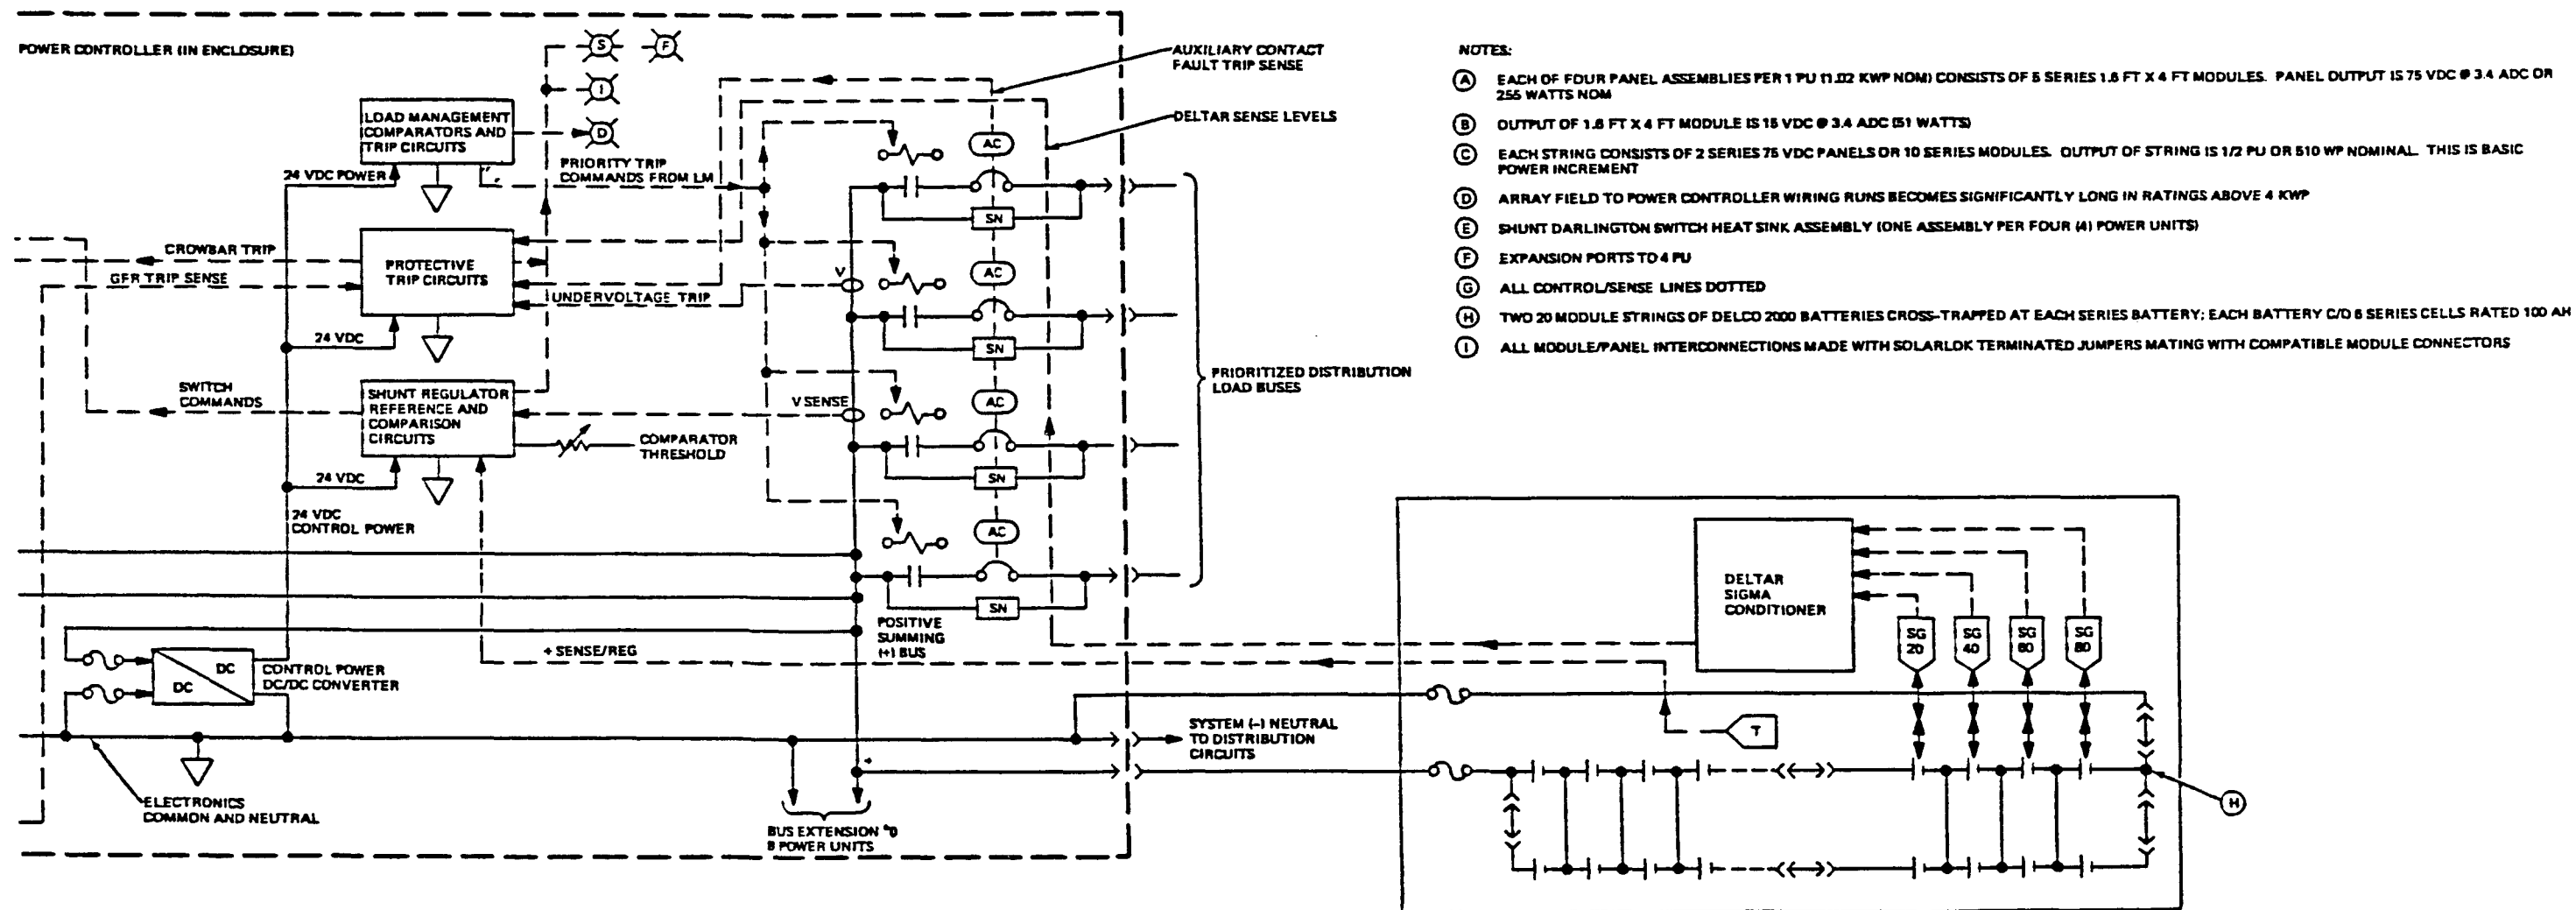 POWER CONTROLLER (IN ENCLOSURE)
S
F
I
D
LOAD MANAGEMENT
COMPARATORS AND
TRIP CIRCUITS
24 VDC POWER
PRIORITY TRIP
COMMANDS FROM LM
CROWBAR TRIP
GFR TRIP SENSE
PROTECTIVE
TRIP CIRCUITS
V
UNDERVOLTAGE TRIP
24 VDC
SWITCH
COMMANDS
SHUNT REGULATOR
REFERENCE AND
COMPARISON
CIRCUITS
V SENSE
COMPARATOR
THRESHOLD
24 VDC
24 VDC
CONTROL POWER
AC
SN
AC
SN
AC
SN
AC
SN
AUXILIARY CONTACT
FAULT TRIP SENSE
DELTAR SENSE LEVELS
PRIORITIZED DISTRIBUTION
LOAD BUSES
POSITIVE
SUMMING
(+) BUS
+ SENSE/REG
DC
DC
CONTROL POWER
DC/DC CONVERTER
ELECTRONICS
COMMON AND NEUTRAL
BUS EXTENSION
8 POWER UNITS
SYSTEM (-) NEUTRAL
TO DISTRIBUTION
CIRCUITS
NOTES:
A EACH OF FOUR PANEL ASSEMBLIES PER 1 PU (1.02 KWP NOM) CONSISTS OF 5 SERIES 1.6 FT X 4 FT MODULES. PANEL OUTPUT IS 75 VDC @ 3.4 ADC OR
255 WATTS NOM
B OUTPUT OF 1.6 FT X 4 FT MODULE IS 15 VDC @ 3.4 ADC (51 WATTS)
C EACH STRING CONSISTS OF 2 SERIES 75 VDC PANELS OR 10 SERIES MODULES. OUTPUT OF STRING IS 1/2 PU OR 510 WP NOMINAL. THIS IS BASIC
POWER INCREMENT
D ARRAY FIELD TO POWER CONTROLLER WIRING RUNS BECOMES SIGNIFICANTLY LONG IN RATINGS ABOVE 4 KWP
E SHUNT DARLINGTON SWITCH HEAT SINK ASSEMBLY (ONE ASSEMBLY PER FOUR (4) POWER UNITS)
F EXPANSION PORTS TO 4 PU
G ALL CONTROL/SENSE LINES DOTTED
H TWO 20 MODULE STRINGS OF DELCO 2000 BATTERIES CROSS-TRAPPED AT EACH SERIES BATTERY; EACH BATTERY C/O 6 SERIES CELLS RATED 100 AH
I ALL MODULE/PANEL INTERCONNECTIONS MADE WITH SOLARLOK TERMINATED JUMPERS MATING WITH COMPATIBLE MODULE CONNECTORS
DELTAR
SIGMA
CONDITIONER
SG
20
SG
40
SG
60
SG
80
T
H